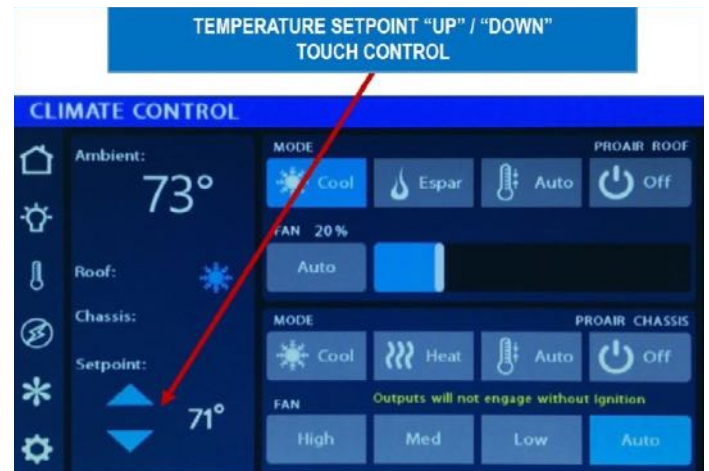 TEMPERATURE SETPOINT “UP” / “DOWN”
TOUCH CONTROL
CLIMATE CONTROL
Ambient:
73°
Roof:
Chassis:
Setpoint:
71°
MODE PROAIR ROOF
Cool Espar Auto Off
FAN 20%
Auto
MODE PROAIR CHASSIS
Cool Heat Auto Off
FAN Outputs will not engage without Ignition
High Med Low Auto